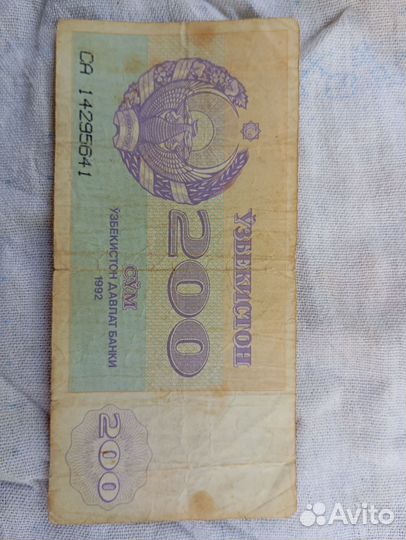 СА 14295641
ЎЗБЕКИСТОН
200
СЎМ
ЎЗБЕКИСТОН ДАВЛАТ БАНКИ
1992
200
Avito